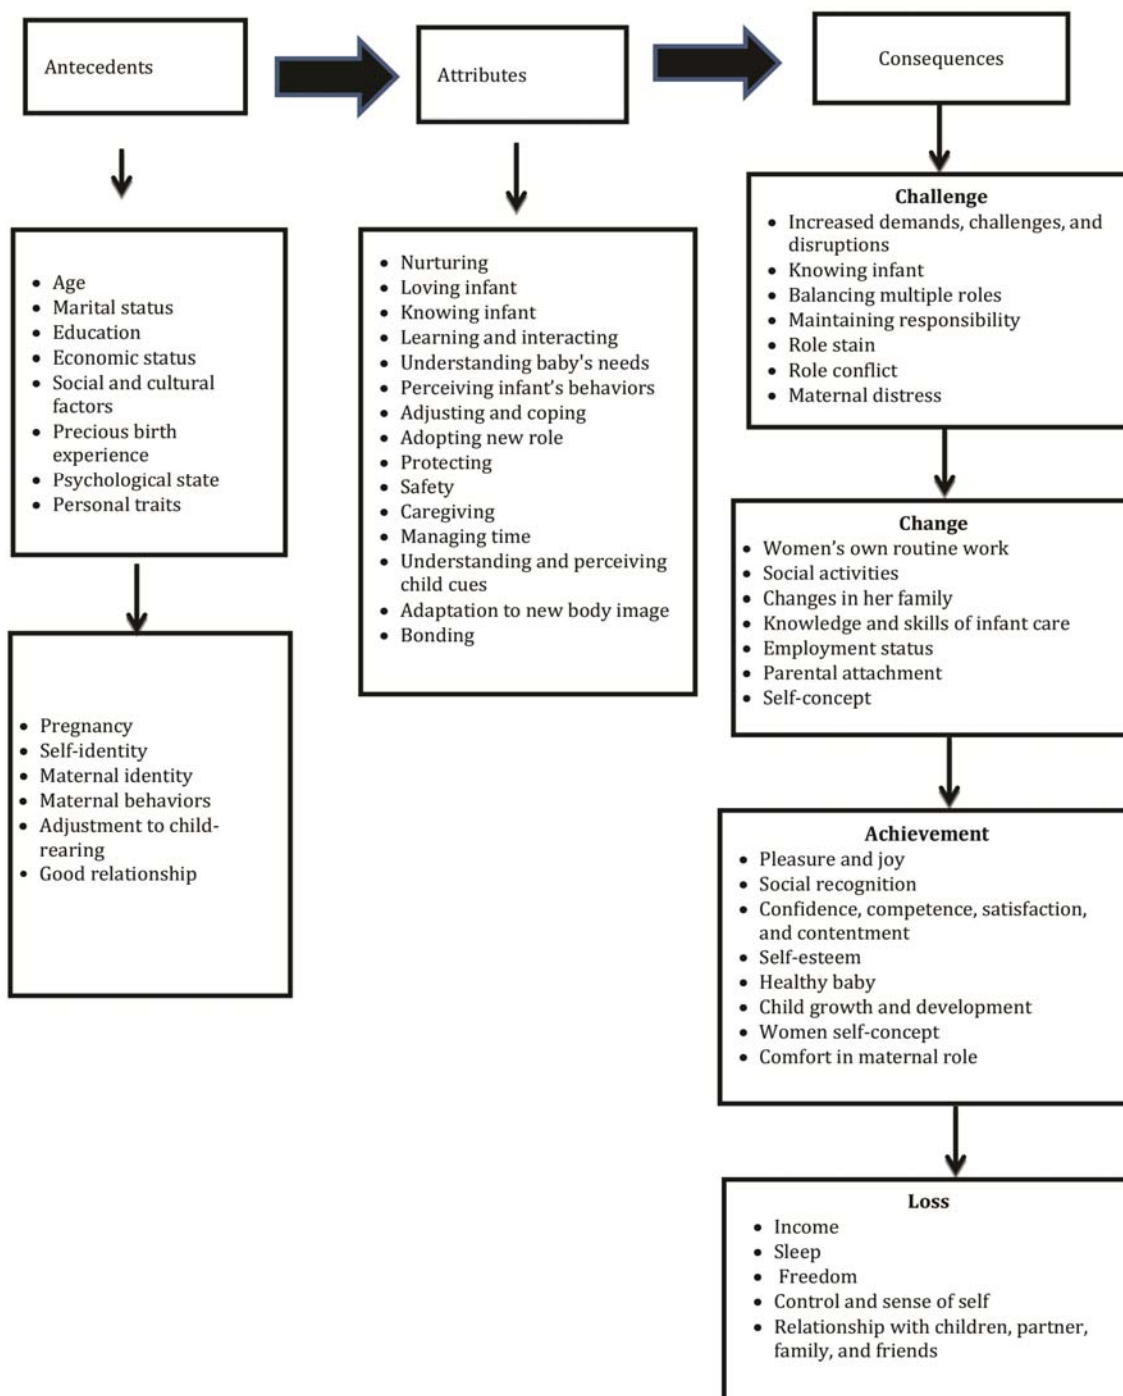 Antecedents
Attributes
Consequences
• Age
• Marital status
• Education
• Economic status
• Social and cultural
factors
• Precious birth
experience
• Psychological state
• Personal traits
• Pregnancy
• Self-identity
• Maternal identity
• Maternal behaviors
• Adjustment to child-
rearing
• Good relationship
• Nurturing
• Loving infant
• Knowing infant
• Learning and interacting
• Understanding baby's needs
• Perceiving infant’s behaviors
• Adjusting and coping
• Adopting new role
• Protecting
• Safety
• Caregiving
• Managing time
• Understanding and perceiving
child cues
• Adaptation to new body image
• Bonding
Challenge
• Increased demands, challenges, and
disruptions
• Knowing infant
• Balancing multiple roles
• Maintaining responsibility
• Role stain
• Role conflict
• Maternal distress
Change
• Women’s own routine work
• Social activities
• Changes in her family
• Knowledge and skills of infant care
• Employment status
• Parental attachment
• Self-concept
Achievement
• Pleasure and joy
• Social recognition
• Confidence, competence, satisfaction,
and contentment
• Self-esteem
• Healthy baby
• Child growth and development
• Women self-concept
• Comfort in maternal role
Loss
• Income
• Sleep
• Freedom
• Control and sense of self
• Relationship with children, partner,
family, and friends